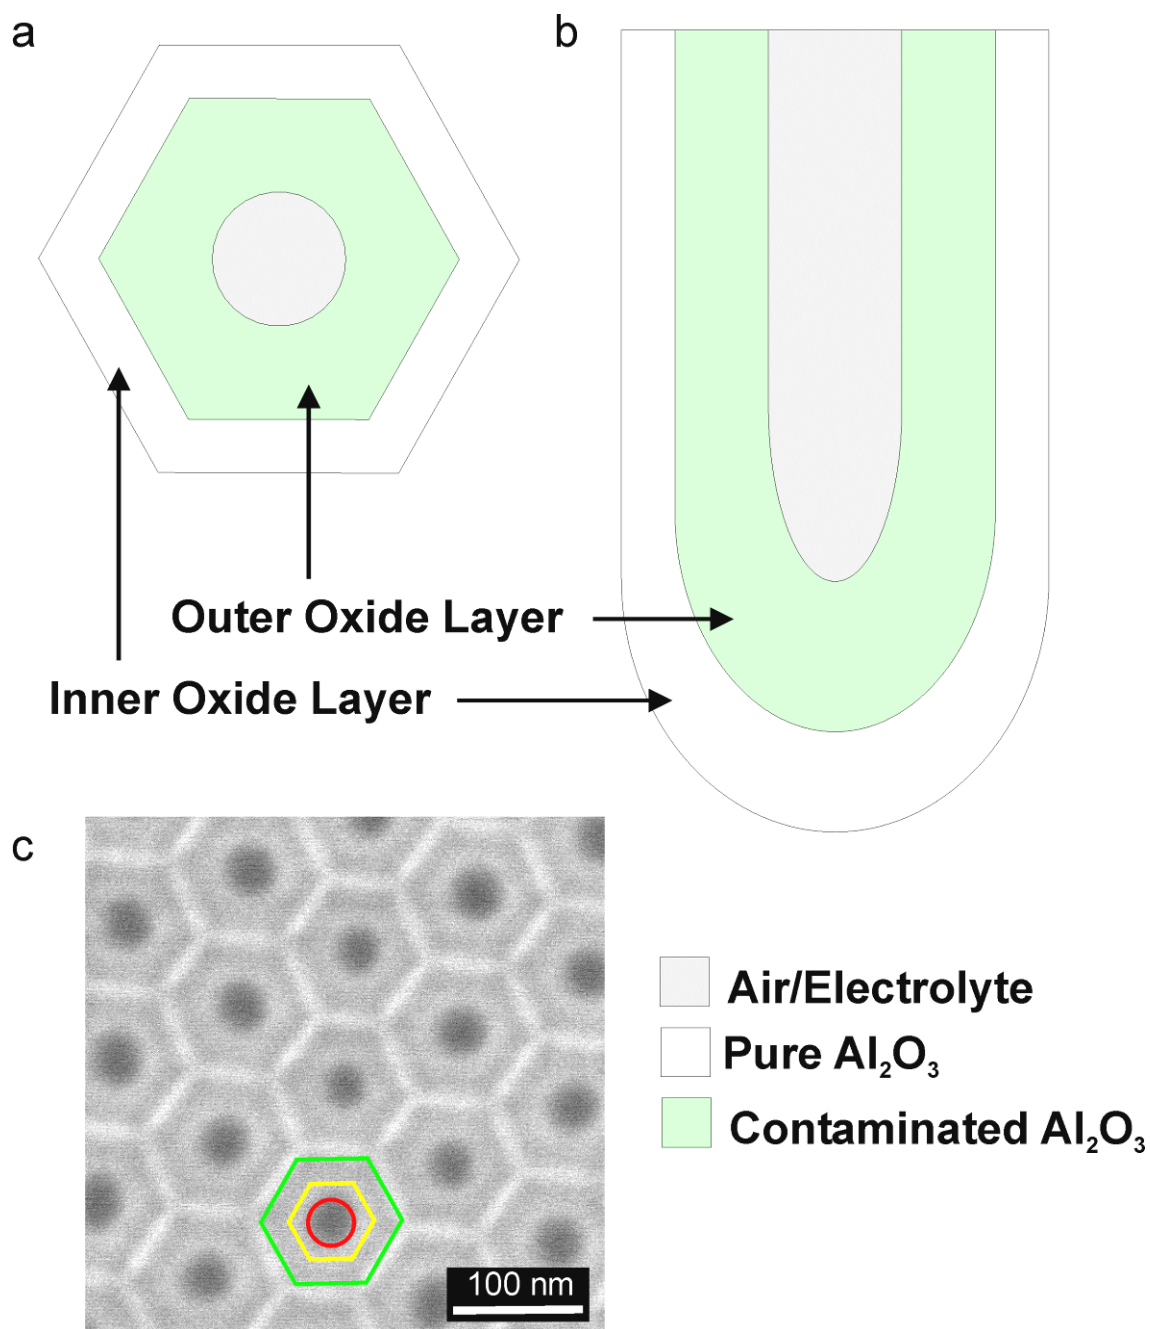 a
b
Outer Oxide Layer
Inner Oxide Layer
c
100 nm
Air/Electrolyte
Pure Al₂O₃
Contaminated Al₂O₃